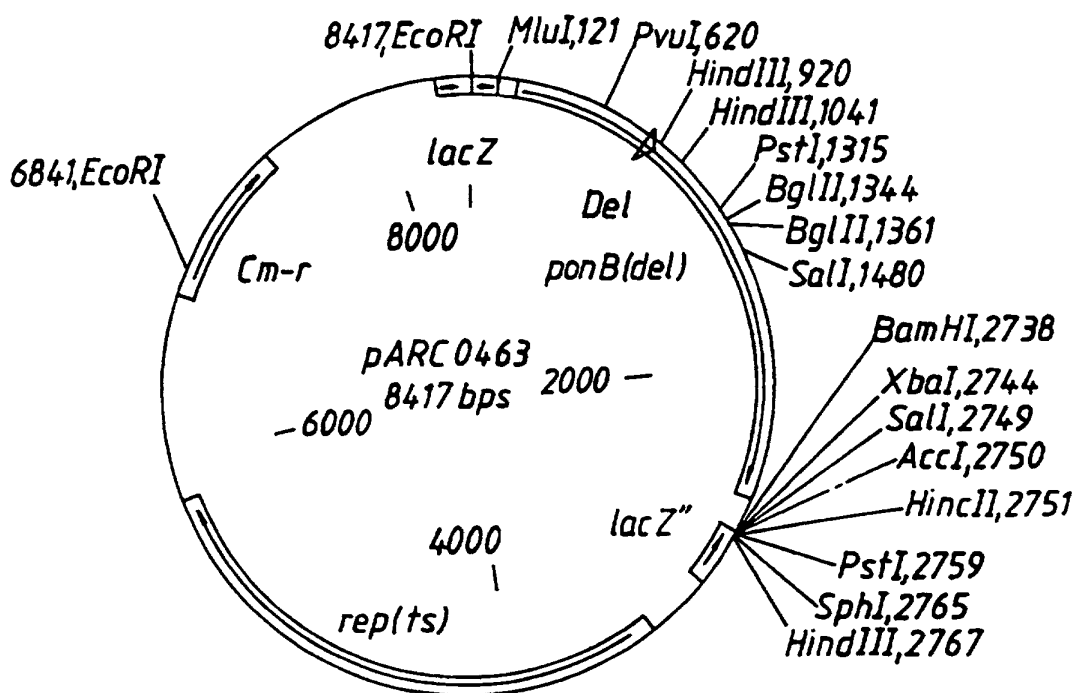 8417,EcoRI
MluI,121
PvuI,620
HindIII,920
HindIII,1041
PstI,1315
BglII,1344
BglII,1361
SalI,1480
6841,EcoRI
lacZ
8000
Del
Cm-r
ponB(del)
BamHI,2738
pARC 0463
8417 bps
2000
XbaI,2744
6000
SalI,2749
AccI,2750
HincII,2751
lacZ"
4000
PstI,2759
SphI,2765
rep(ts)
HindIII,2767